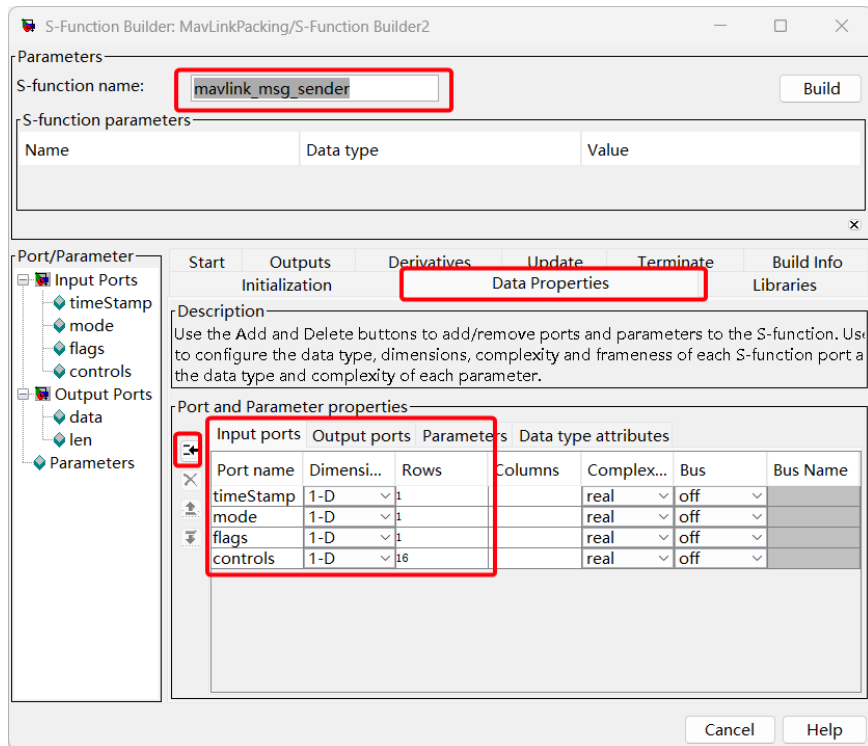 S-Function Builder: MavLinkPacking/S-Function Builder2
Parameters
S-function name: mavlink_msg_sender Build
S-function parameters
Name Data type Value
Port/Parameter
Input Ports
timeStamp
mode
flags
controls
Output Ports
data
len
Parameters
Start Outputs Derivatives Update Terminate Build Info
Initialization Data Properties Libraries
Description
Use the Add and Delete buttons to add/remove ports and parameters to the S-function. Use
to configure the data type, dimensions, complexity and frameness of each S-function port a
the data type and complexity of each parameter.
Port and Parameter properties
Input ports Output ports Parameters Data type attributes
Port name Dimensi... Rows Columns Complex... Bus Bus Name
timeStamp 1-D 1 real off
mode 1-D 1 real off
flags 1-D 1 real off
controls 1-D 16 real off
Cancel Help